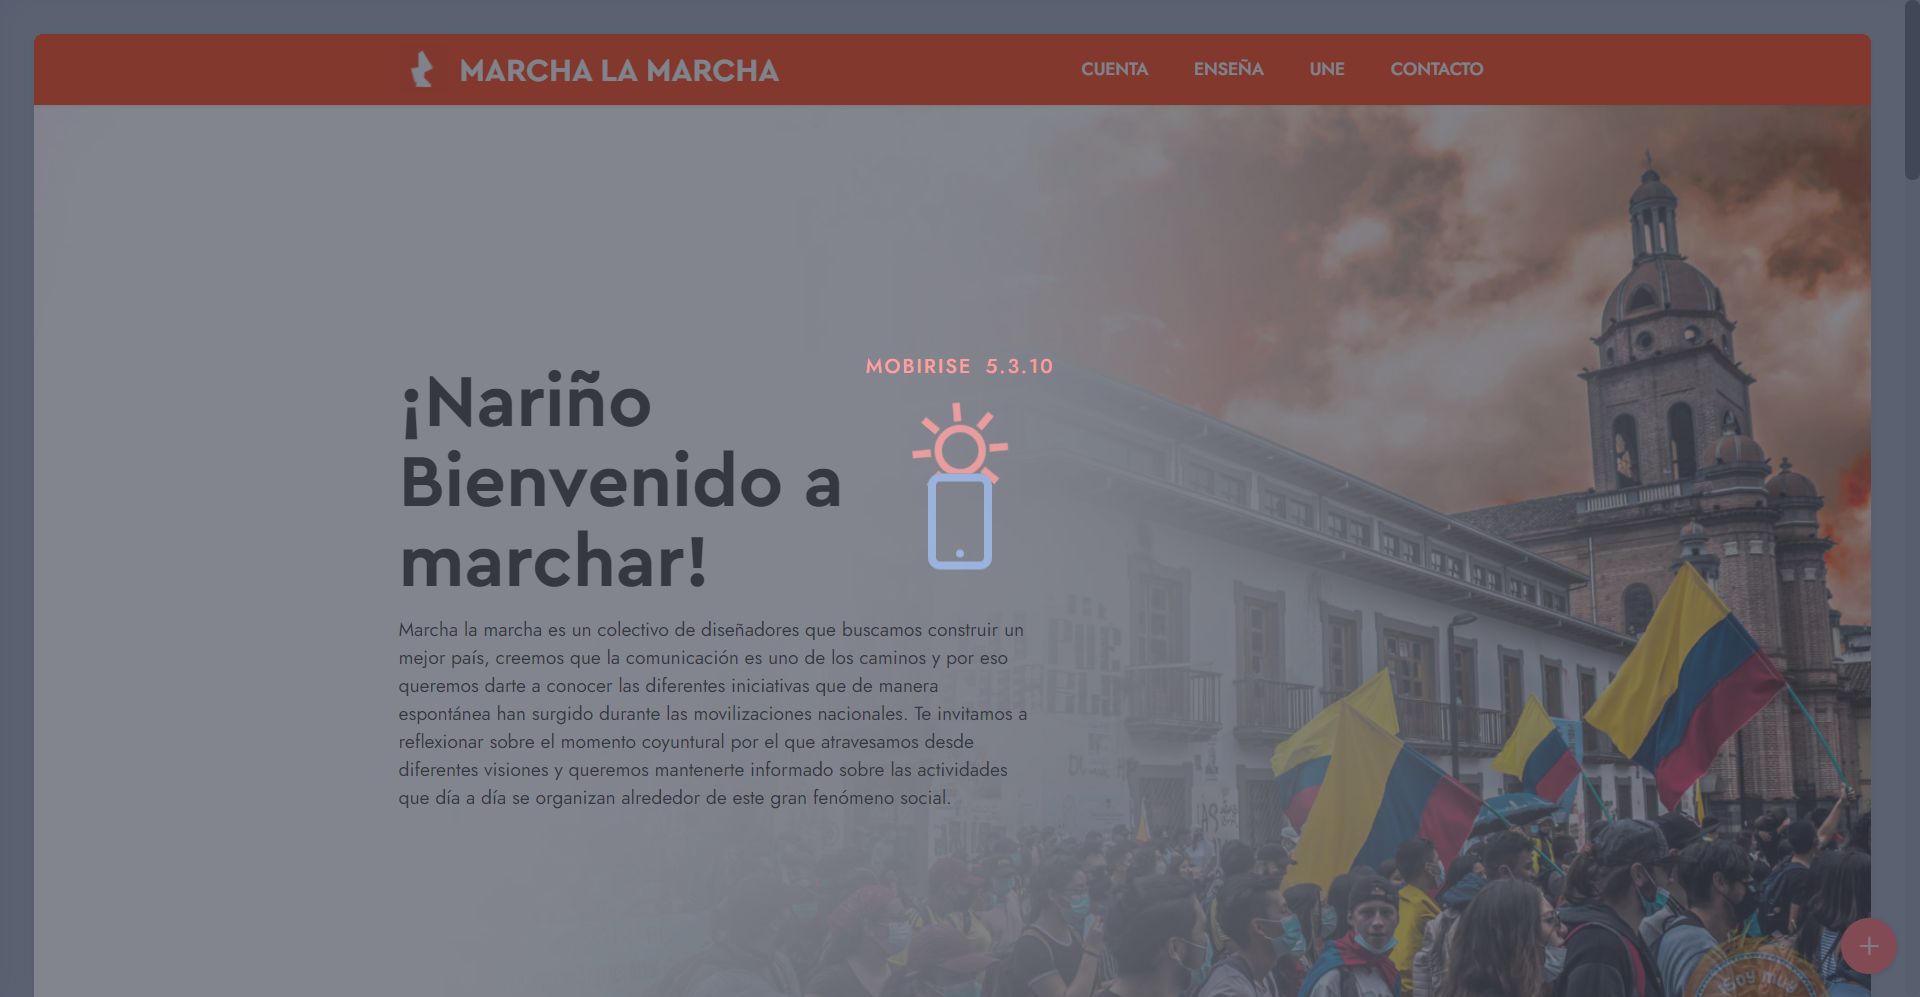 MARCHA LA MARCHA
CUENTA ENSEÑA UNE CONTACTO
MOBIRISE 5.3.10
¡Nariño
Bienvenido a
marchar!
Marcha la marcha es un colectivo de diseñadores que buscamos construir un
mejor país, creemos que la comunicación es uno de los caminos y por eso
queremos darte a conocer las diferentes iniciativas que de manera
espontánea han surgido durante las movilizaciones nacionales. Te invitamos a
reflexionar sobre el momento coyuntural por el que atravesamos desde
diferentes visiones y queremos mantenerte informado sobre las actividades
que día a día se organizan alrededor de este gran fenómeno social.
¡Soy muy